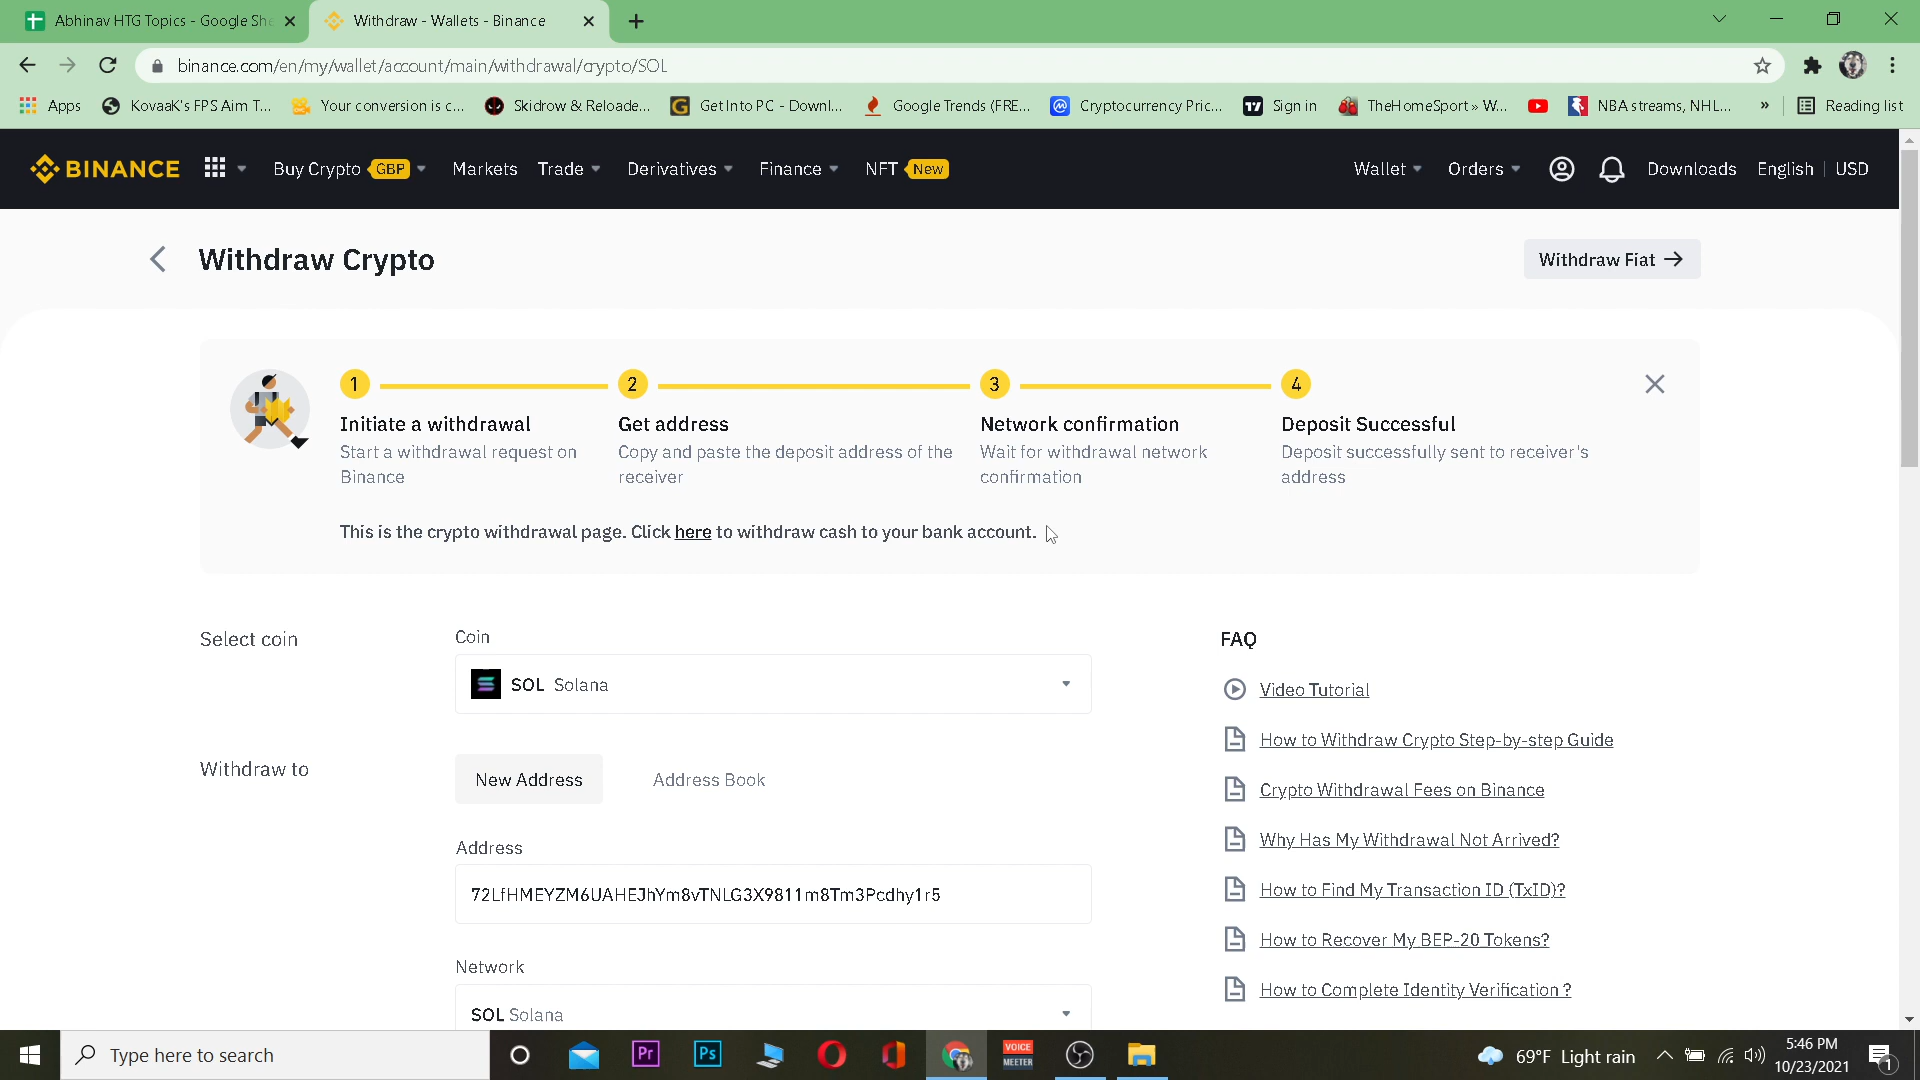 Abhinav HTG Topics - Google She
Withdraw - Wallets - Binance
binance.com/en/my/wallet/account/main/withdrawal/crypto/SOL
Apps
KovaaK's FPS Aim T...
Your conversion is c...
Skidrow & Reloade...
Get Into PC - Downl...
Google Trends (FRE...
Cryptocurrency Pric...
Sign in
TheHomeSport » W...
NBA streams, NHL...
»
Reading list
BINANCE
Buy Crypto GBP
Markets
Trade
Derivatives
Finance
NFT New
Wallet
Orders
Downloads
English
USD
Withdraw Crypto
Withdraw Fiat →
1
2
3
4
Initiate a withdrawal
Start a withdrawal request on
Binance
Get address
Copy and paste the deposit address of the
receiver
Network confirmation
Wait for withdrawal network
confirmation
Deposit Successful
Deposit successfully sent to receiver's
address
This is the crypto withdrawal page. Click here to withdraw cash to your bank account.
Select coin
Coin
SOL Solana
Withdraw to
New Address
Address Book
Address
72LfHMEYZM6UAHEJhYm8vTNLG3X9811m8Tm3Pcdhy1r5
Network
SOL Solana
FAQ
Video Tutorial
How to Withdraw Crypto Step-by-step Guide
Crypto Withdrawal Fees on Binance
Why Has My Withdrawal Not Arrived?
How to Find My Transaction ID (TxID)?
How to Recover My BEP-20 Tokens?
How to Complete Identity Verification ?
Type here to search
Pr
Ps
VOICE
MEETER
69°F Light rain
5:46 PM
10/23/2021
1